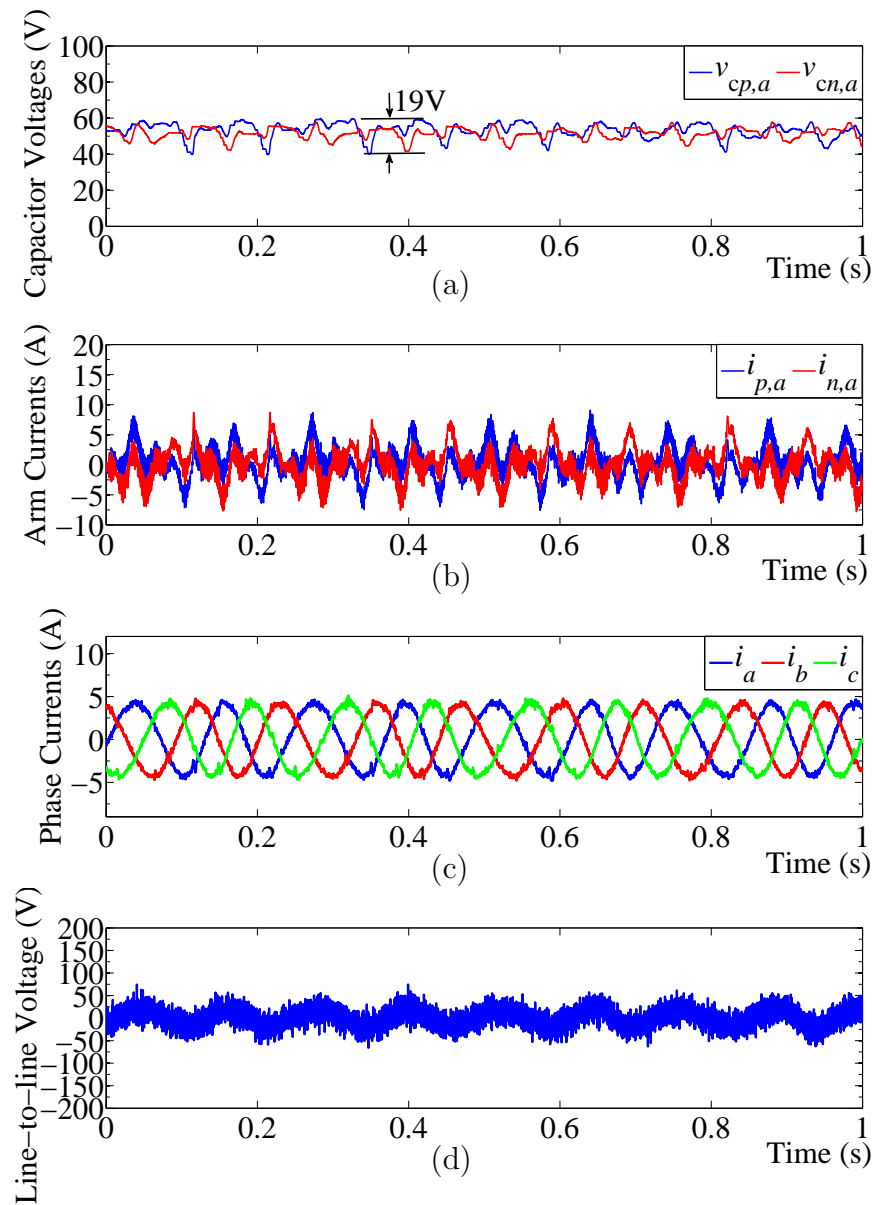 Capacitor Voltages (V)
100
80
60
40
20
0
19V
v_cp,a v_cn,a
0 0.2 0.4 0.6 0.8 1
Time (s)
(a)
Arm Currents (A)
20
15
10
5
0
−5
−10
i_p,a i_n,a
0 0.2 0.4 0.6 0.8 1
Time (s)
(b)
Phase Currents (A)
10
5
0
−5
i_a i_b i_c
0 0.2 0.4 0.6 0.8 1
Time (s)
(c)
Line−to−line Voltage (V)
200
150
100
50
0
−50
−100
−150
−200
0 0.2 0.4 0.6 0.8 1
Time (s)
(d)